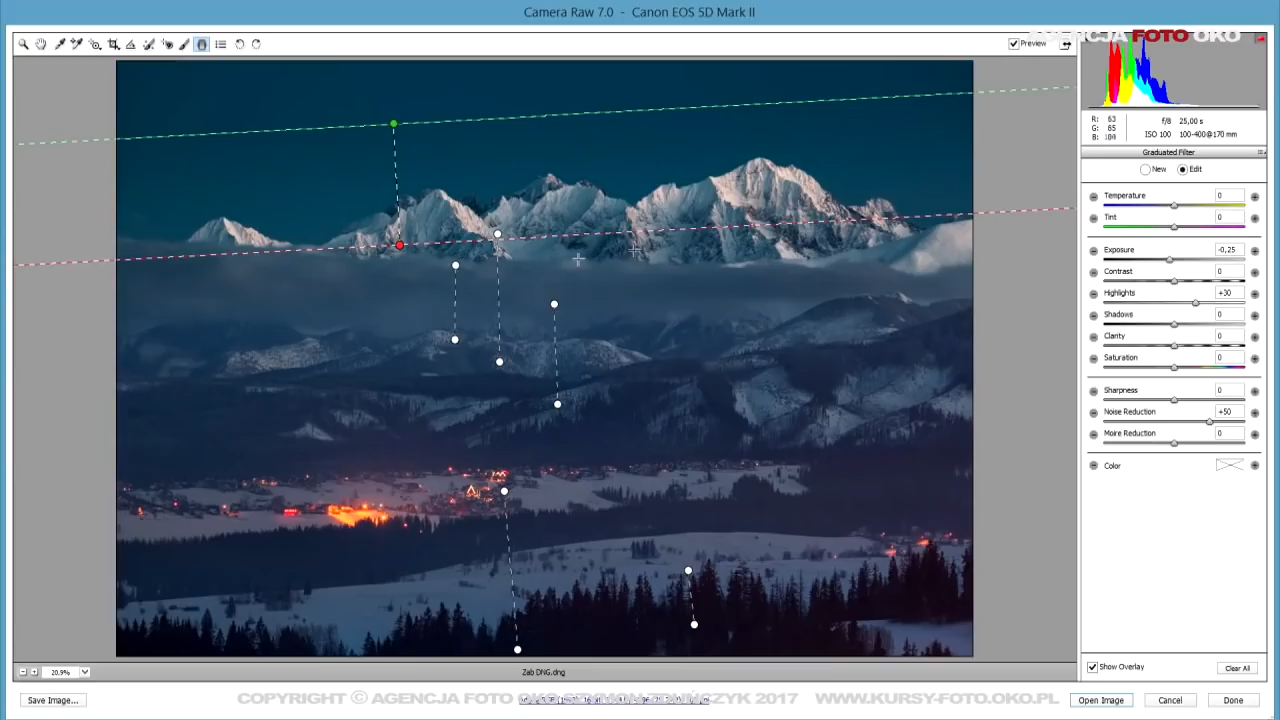 Camera Raw 7.0 - Canon EOS 5D Mark II
Preview
AGENCJA FOTO OKO
R: 63
G: 85
B: 104
f/8 25,00 s
ISO 100 100-400@170 mm
Graduated Filter
New Edit
Temperature 0
Tint 0
Exposure -0,25
Contrast 0
Highlights +30
Shadows 0
Clarity 0
Saturation 0
Sharpness 0
Noise Reduction +50
Moire Reduction 0
Color
20,9%
Zab DNG.dng
Show Overlay
Clear All
Save Image...
COPYRIGHT © AGENCJA FOTO
2017 WWW.KURSY-FOTO.OKO.PL
Open Image
Cancel
Done